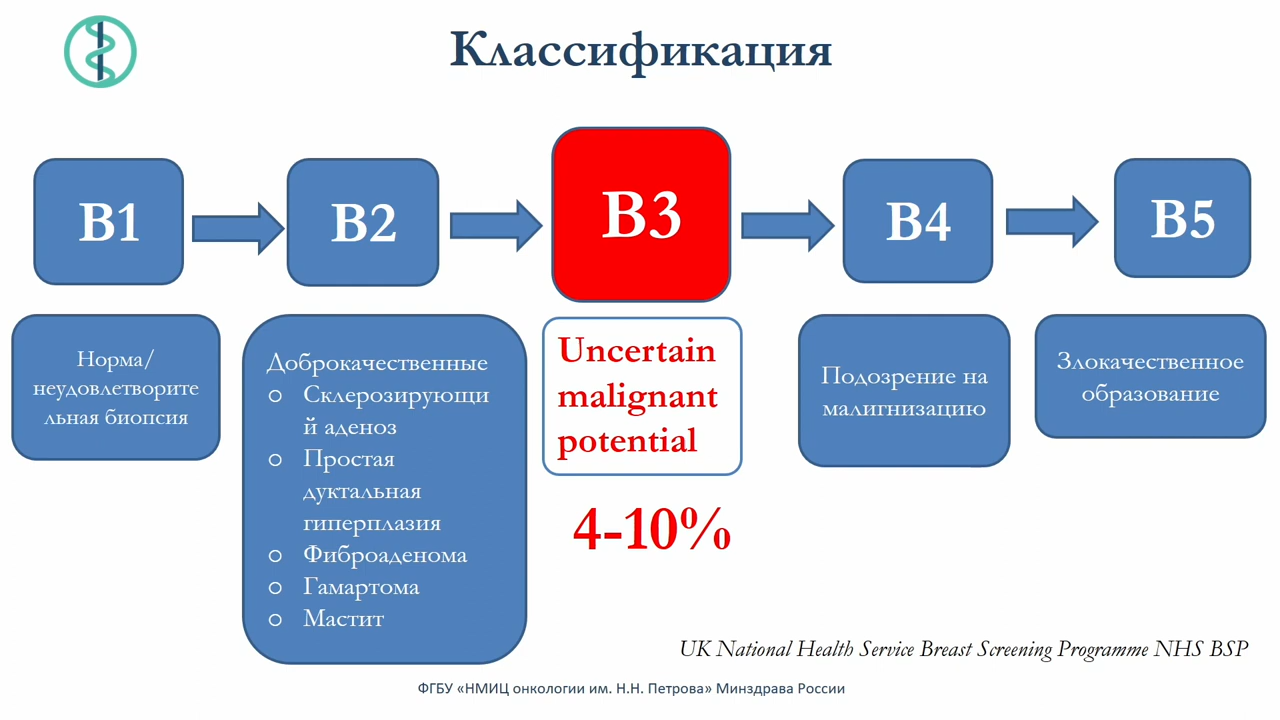 Классификация
B1
B2
B3
B4
B5
Норма/
неудовлетворите
льная биопсия
Доброкачественные
o Склерозирующи
й аденоз
o Простая
дуктальная
гиперплазия
o Фиброаденома
o Гамартома
o Мастит
Uncertain
malignant
potential
4-10%
Подозрение на
малигнизацию
Злокачественное
образование
UK National Health Service Breast Screening Programme NHS BSP
ФГБУ «НМИЦ онкологии им. Н.Н. Петрова» Минздрава России